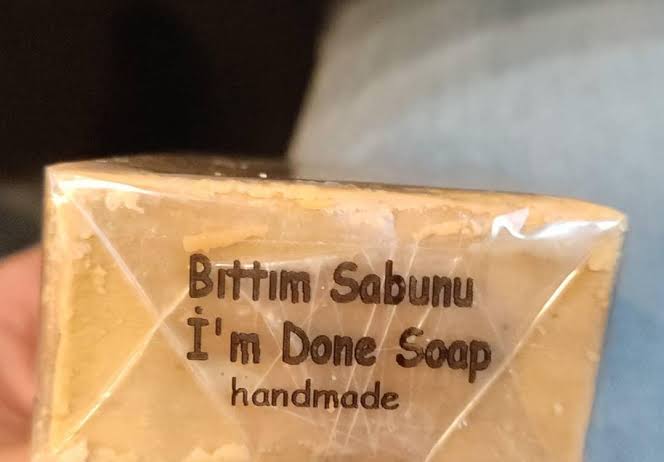 Bıttım Sabunu
İ'm Done Soap
handmade